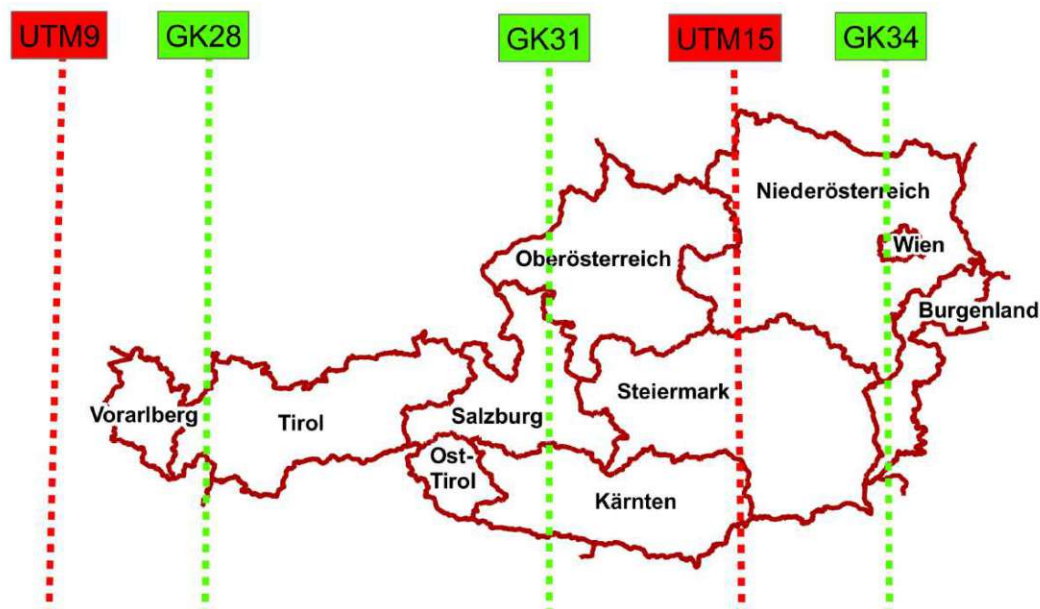 UTM9
GK28
GK31
UTM15
GK34
Niederösterreich
Wien
Oberösterreich
Burgenland
Steiermark
Vorarlberg
Tirol
Salzburg
Ost-
Tirol
Kärnten